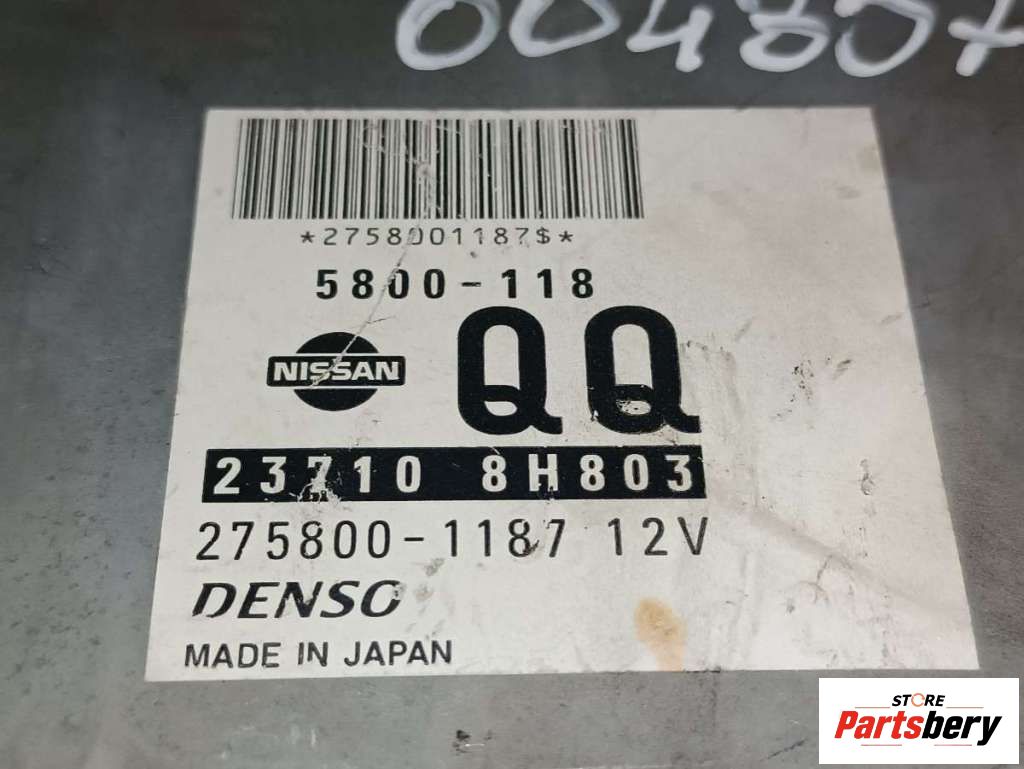 *2758001187$*
5800-118
NISSAN
QQ
23710 8H803
275800-1187 12V
DENSO
MADE IN JAPAN
STORE
Partsbery